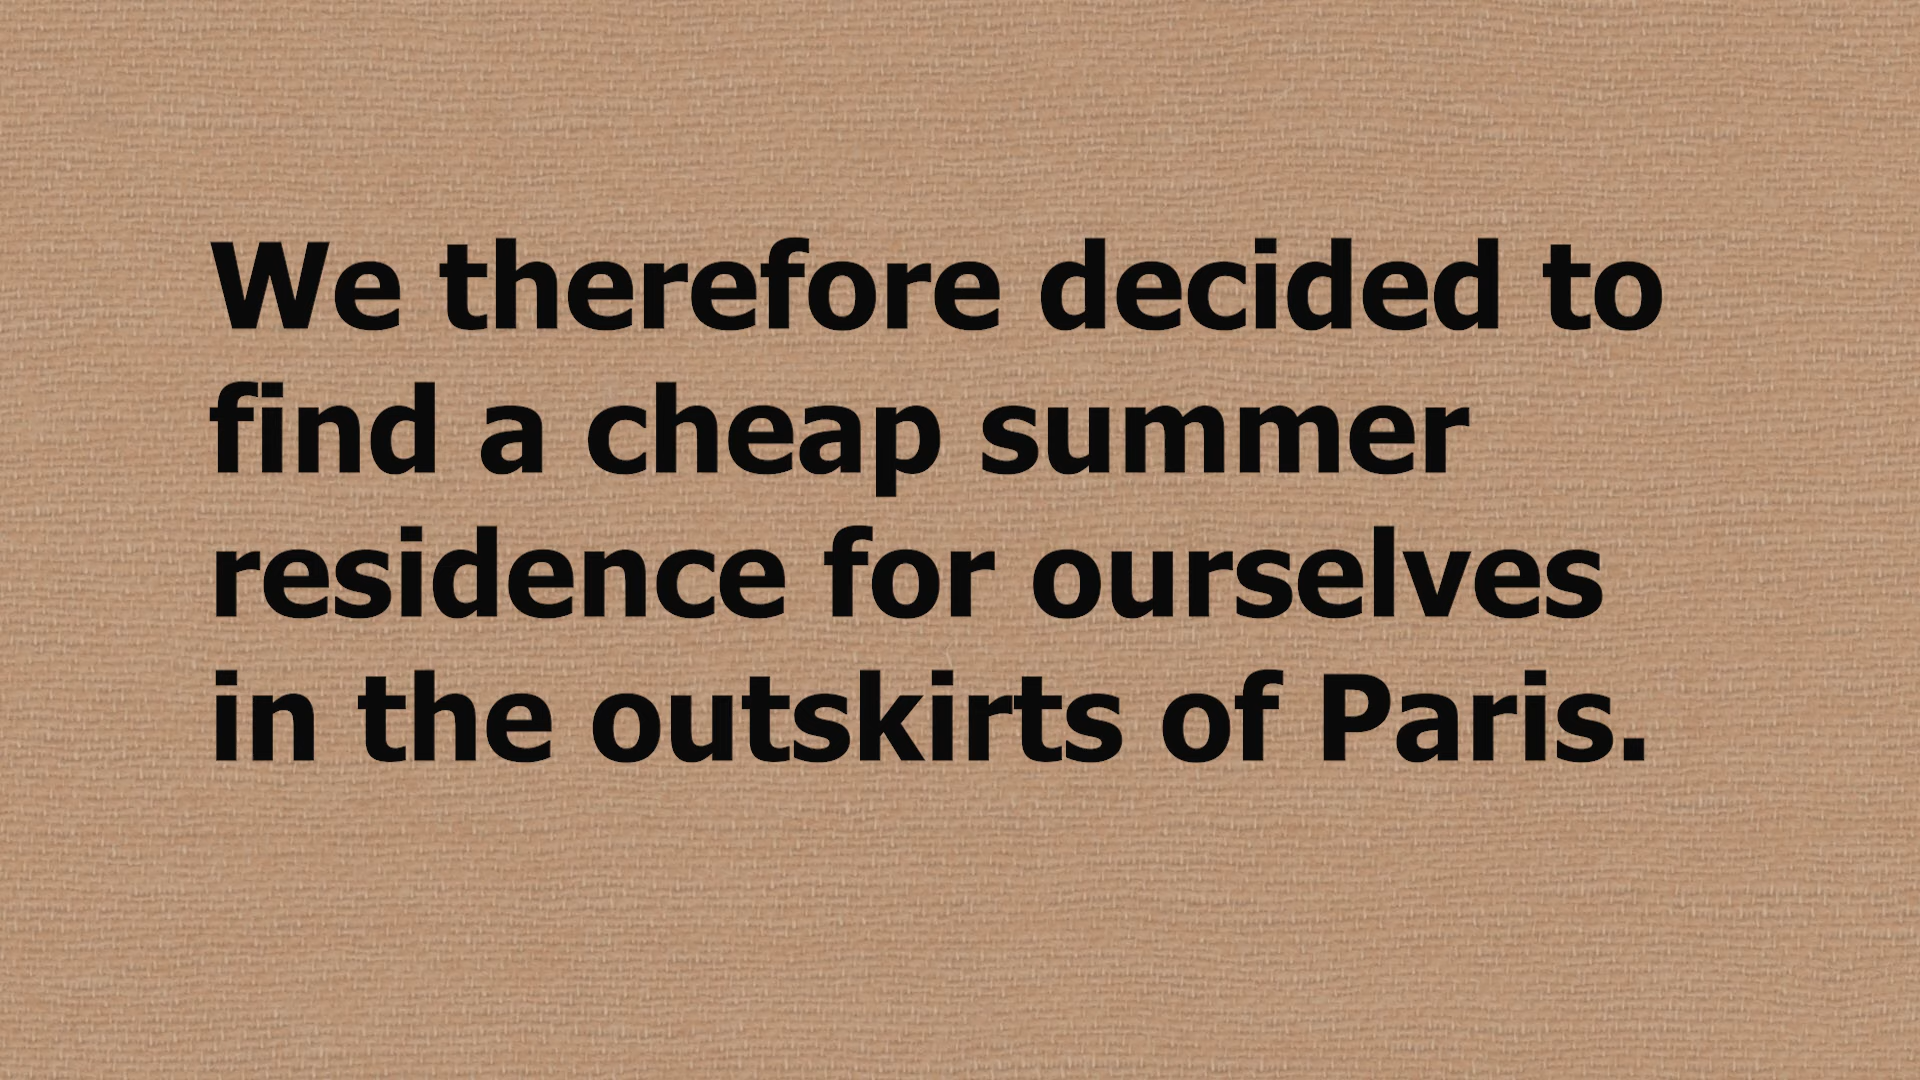 We therefore decided to
find a cheap summer
residence for ourselves
in the outskirts of Paris.